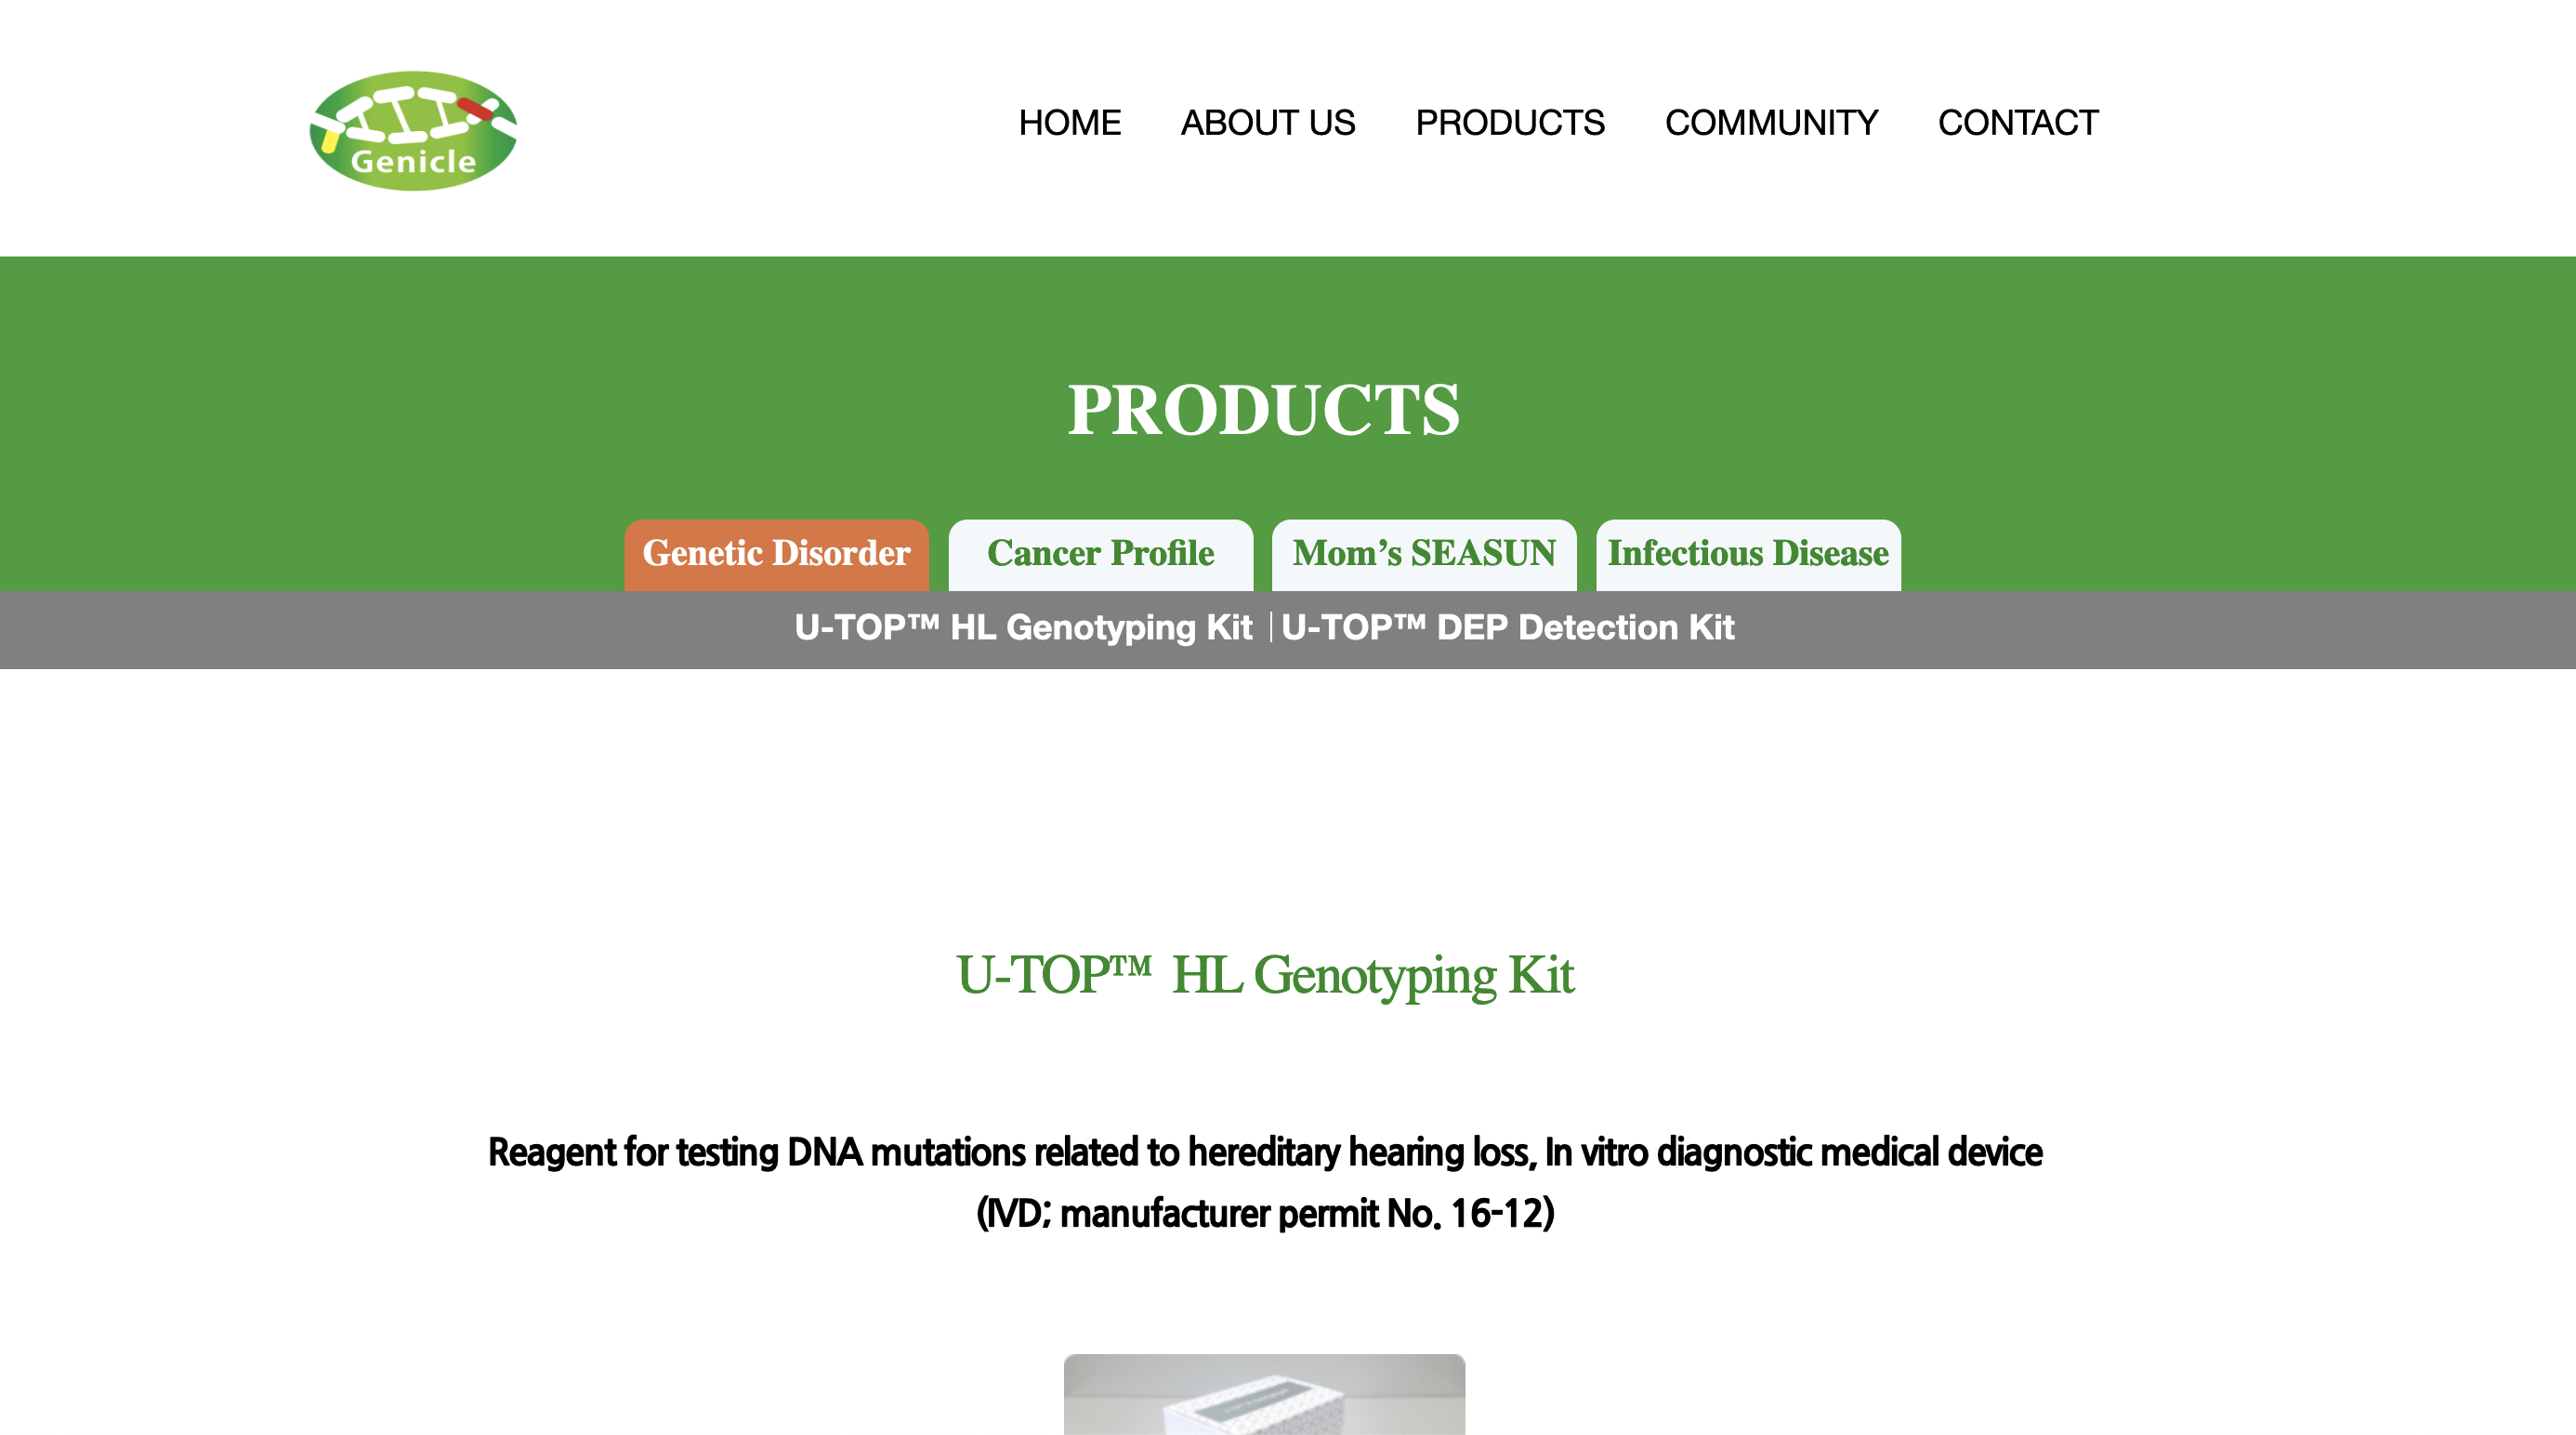 Genicle
HOME ABOUT US PRODUCTS COMMUNITY CONTACT
PRODUCTS
Genetic Disorder Cancer Profile Mom’s SEASUN Infectious Disease
U-TOP™ HL Genotyping Kit | U-TOP™ DEP Detection Kit
U-TOP™ HL Genotyping Kit
Reagent for testing DNA mutations related to hereditary hearing loss, In vitro diagnostic medical device
(IVD; manufacturer permit No. 16-12)